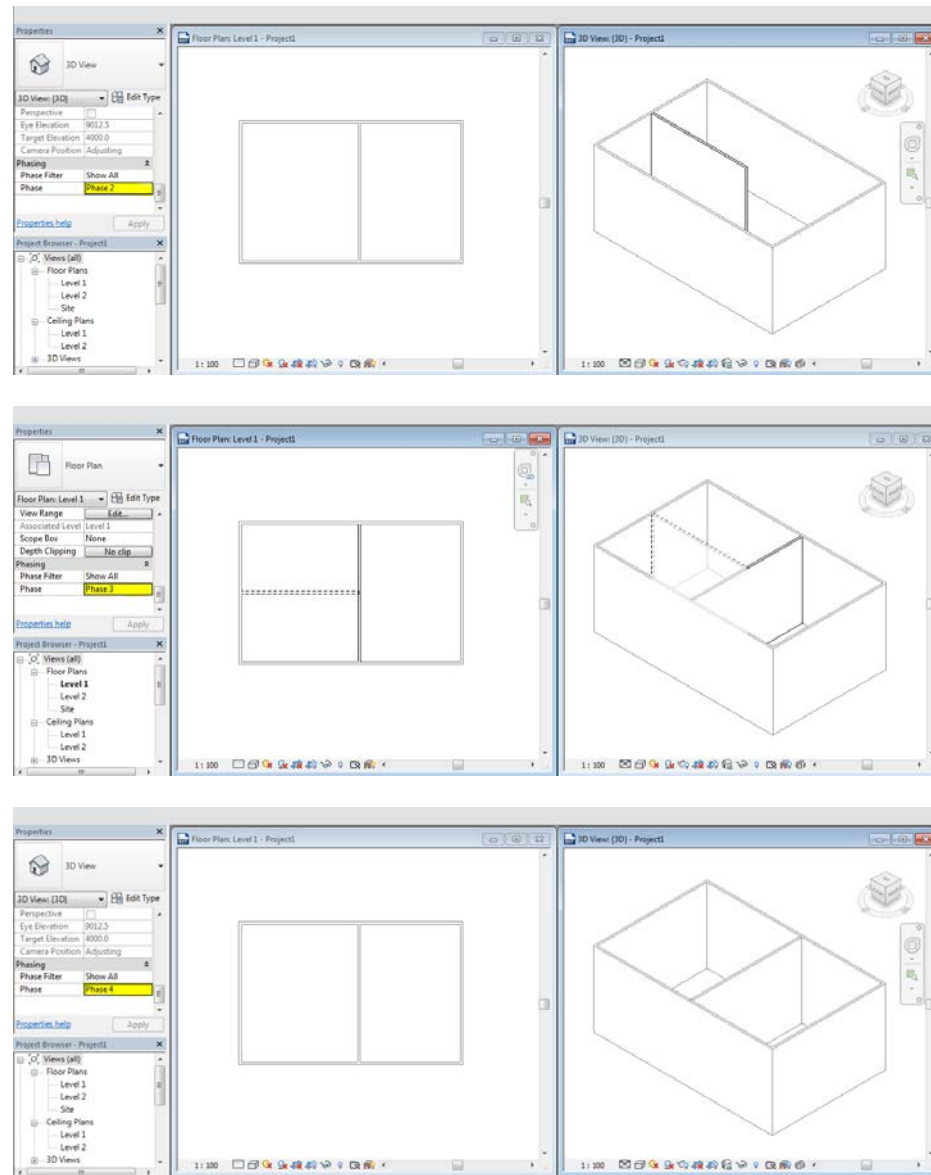 Properties
3D View
3D View: {3D}
Edit Type
Perspective
Eye Elevation 9012.5
Target Elevation 4000.0
Camera Position Adjusting
Phasing
Phase Filter Show All
Phase Phase 2
Properties help Apply
Project Browser - Project1
Views (all)
Floor Plans
Level 1
Level 2
Site
Ceiling Plans
Level 1
Level 2
3D Views
Floor Plan: Level 1 - Project1
1 : 100
3D View: {3D} - Project1
1 : 100
Properties
Floor Plan
Floor Plan: Level 1
Edit Type
View Range Edit...
Associated Level Level 1
Scope Box None
Depth Clipping No clip
Phasing
Phase Filter Show All
Phase Phase 3
Properties help Apply
Project Browser - Project1
Views (all)
Floor Plans
Level 1
Level 2
Site
Ceiling Plans
Level 1
Level 2
3D Views
Floor Plan: Level 1 - Project1
1 : 100
3D View: {3D} - Project1
1 : 100
Properties
3D View
3D View: {3D}
Edit Type
Perspective
Eye Elevation 9012.5
Target Elevation 4000.0
Camera Position Adjusting
Phasing
Phase Filter Show All
Phase Phase 4
Properties help Apply
Project Browser - Project1
Views (all)
Floor Plans
Level 1
Level 2
Site
Ceiling Plans
Level 1
Level 2
3D Views
Floor Plan: Level 1 - Project1
1 : 100
3D View: {3D} - Project1
1 : 100